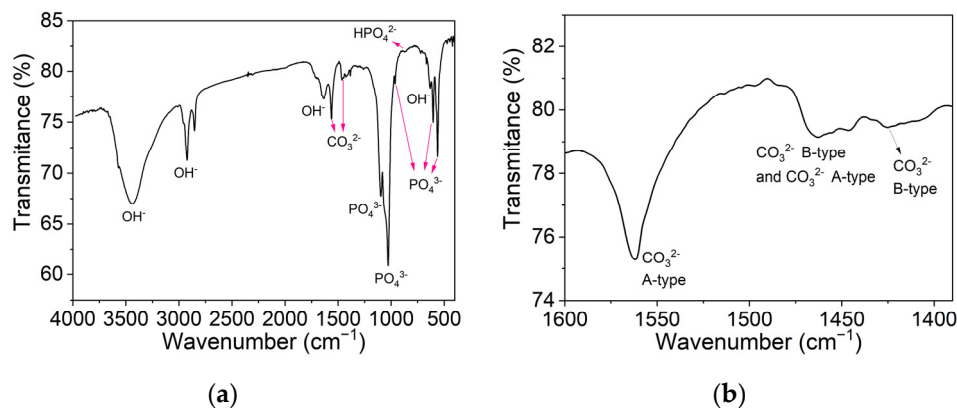 85
80
75
70
65
60
Transmitance (%)
4000 3500 3000 2500 2000 1500 1000 500
Wavenumber (cm⁻¹)
HPO₄²⁻
OH⁻
OH⁻
OH⁻
OH⁻
CO₃²⁻
PO₄³⁻
PO₄³⁻
PO₄³⁻
(a)
82
80
78
76
74
Transmitance (%)
1600 1550 1500 1450 1400
Wavenumber (cm⁻¹)
CO₃²⁻ B-type
and CO₃²⁻ A-type
CO₃²⁻
B-type
CO₃²⁻
A-type
(b)